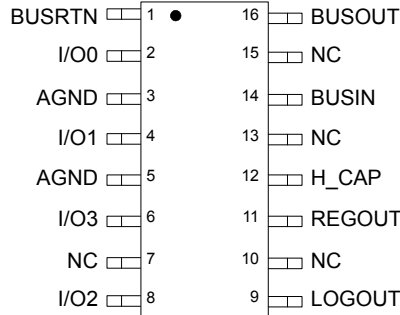 BUSRTN 1 16 BUSOUT
I/O0 2 15 NC
AGND 3 14 BUSIN
I/O1 4 13 NC
AGND 5 12 H_CAP
I/O3 6 11 REGOUT
NC 7 10 NC
I/O2 8 9 LOGOUT